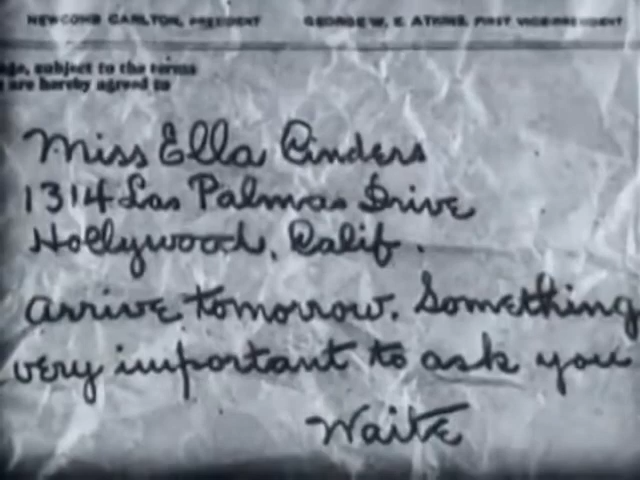 NEWCOMB CARLTON, PRESIDENT GEORGE W. E. ATKINS, FIRST VICE-PRESIDENT
ge, subject to the terms
are hereby agreed to
Miss Ella Cinders
1314 Las Palmas Drive
Hollywood, Calif.
Arrive tomorrow. Something
very important to ask you
Waite